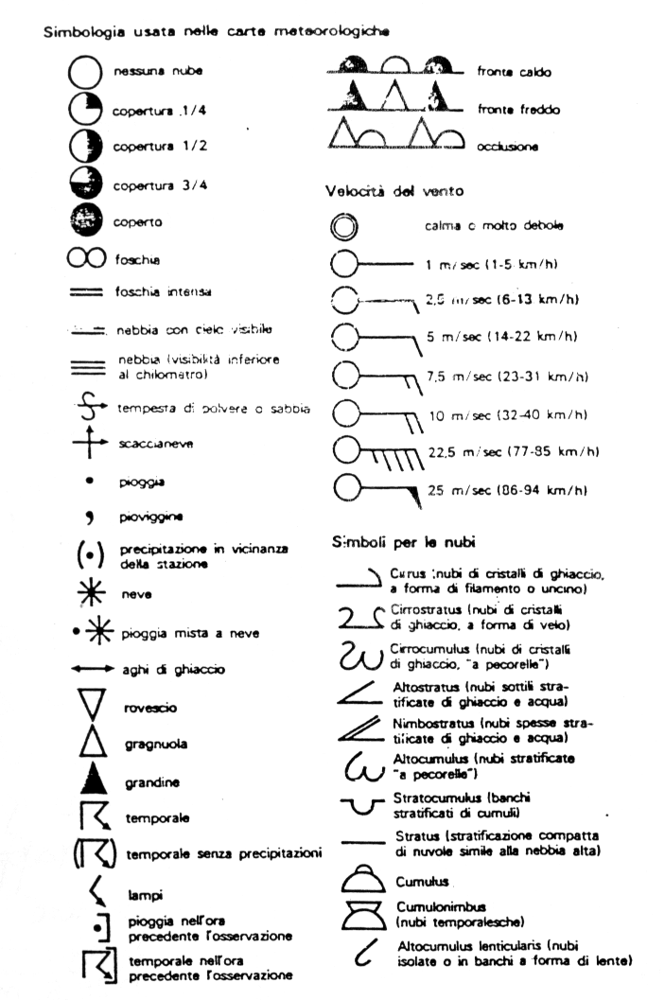 Simbologia usata nelle carte meteorologiche
nessuna nube
copertura 1/4
copertura 1/2
copertura 3/4
coperto
foschia
foschia intensa
nebbia con cielo visibile
nebbia (visibilità inferiore
al chilometro)
tempesta di polvere o sabbia
scaccianeve
pioggia
pioviggine
precipitazione in vicinanza
della stazione
neve
pioggia mista a neve
aghi di ghiaccio
rovescio
gragnuola
grandine
temporale
temporale senza precipitazioni
lampi
pioggia nell'ora
precedente l'osservazione
temporale nell'ora
precedente l'osservazione
fronte caldo
fronte freddo
occlusione
Velocità del vento
calma o molto debole
1 m/sec (1-5 km/h)
2,5 m/sec (6-13 km/h)
5 m/sec (14-22 km/h)
7,5 m/sec (23-31 km/h)
10 m/sec (32-40 km/h)
22,5 m/sec (77-85 km/h)
25 m/sec (86-94 km/h)
Simboli per le nubi
Cirrus (nubi di cristalli di ghiaccio,
a forma di filamento o uncino)
Cirrostratus (nubi di cristalli
di ghiaccio, a forma di velo)
Cirrocumulus (nubi di cristalli
di ghiaccio, "a pecorelle")
Altostratus (nubi sottili stra-
tificate di ghiaccio e acqua)
Nimbostratus (nubi spesse stra-
tificate di ghiaccio e acqua)
Altocumulus (nubi stratificate
"a pecorelle")
Stratocumulus (banchi
stratificati di cumuli)
Stratus (stratificazione compatta
di nuvole simile alla nebbia alta)
Cumulus
Cumulonimbus
(nubi temporalesche)
Altocumulus lenticularis (nubi
isolate o in banchi a forma di lente)